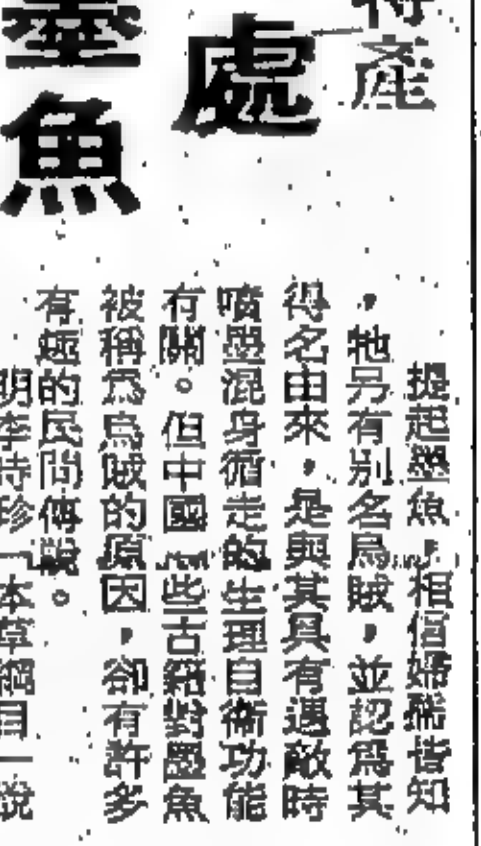 特產
處
墨魚
提起墨魚，相信婦孺皆知
，牠另有別名烏賊，並認為其
得名由來，是與其具有遇敵時
噴墨混身循走的生理自衞功能
有關。但中國一些古籍對墨魚
被稱為烏賊的原因，卻有許多
有趣的民間傳說。
明李時珍「本草綱目」說